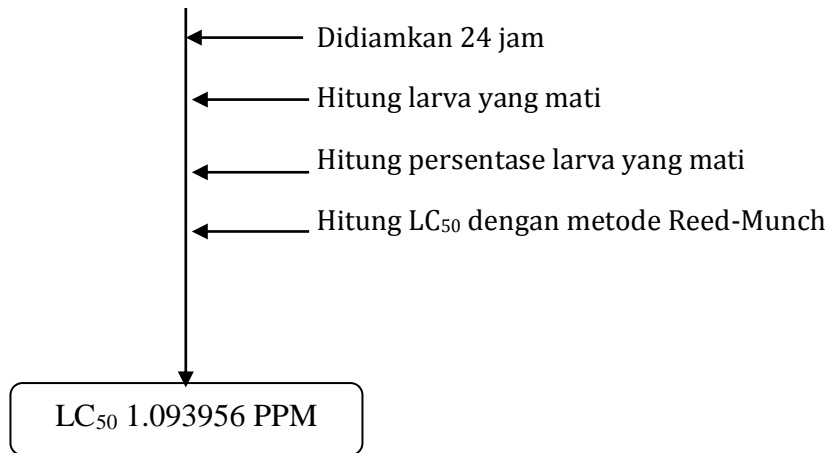 Didiamkan 24 jam
Hitung larva yang mati
Hitung persentase larva yang mati
Hitung LC₅₀ dengan metode Reed-Munch
LC₅₀ 1.093956 PPM